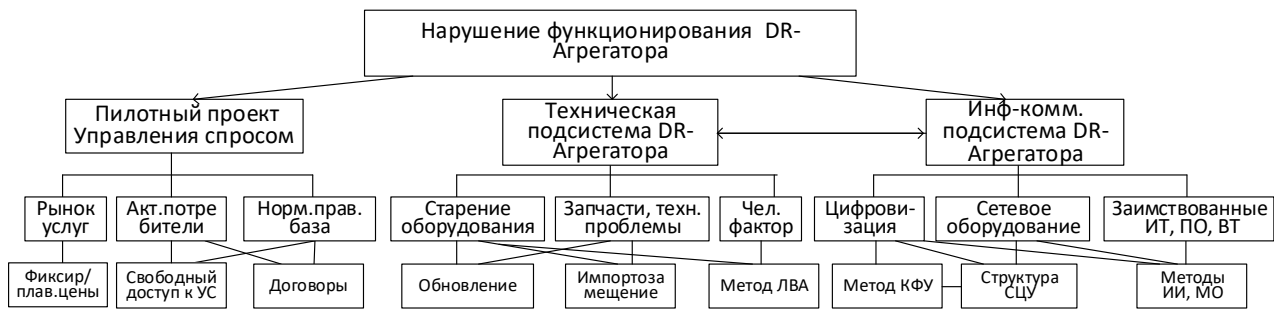 Нарушение функционирования DR-
Агрегатора
Пилотный проект
Управления спросом
Техническая
подсистема DR-
Агрегатора
Инф-комм.
подсистема DR-
Агрегатора
Рынок
услуг
Акт.потре
бители
Норм.прав.
база
Старение
оборудования
Запчасти, техн.
проблемы
Чел.
фактор
Цифрови-
зация
Сетевое
оборудование
Заимствованные
ИТ, ПО, ВТ
Фиксир/
плав.цены
Свободный
доступ к УС
Договоры
Обновление
Импортоза
мещение
Метод ЛВА
Метод КФУ
Структура
СЦУ
Методы
ИИ, МО